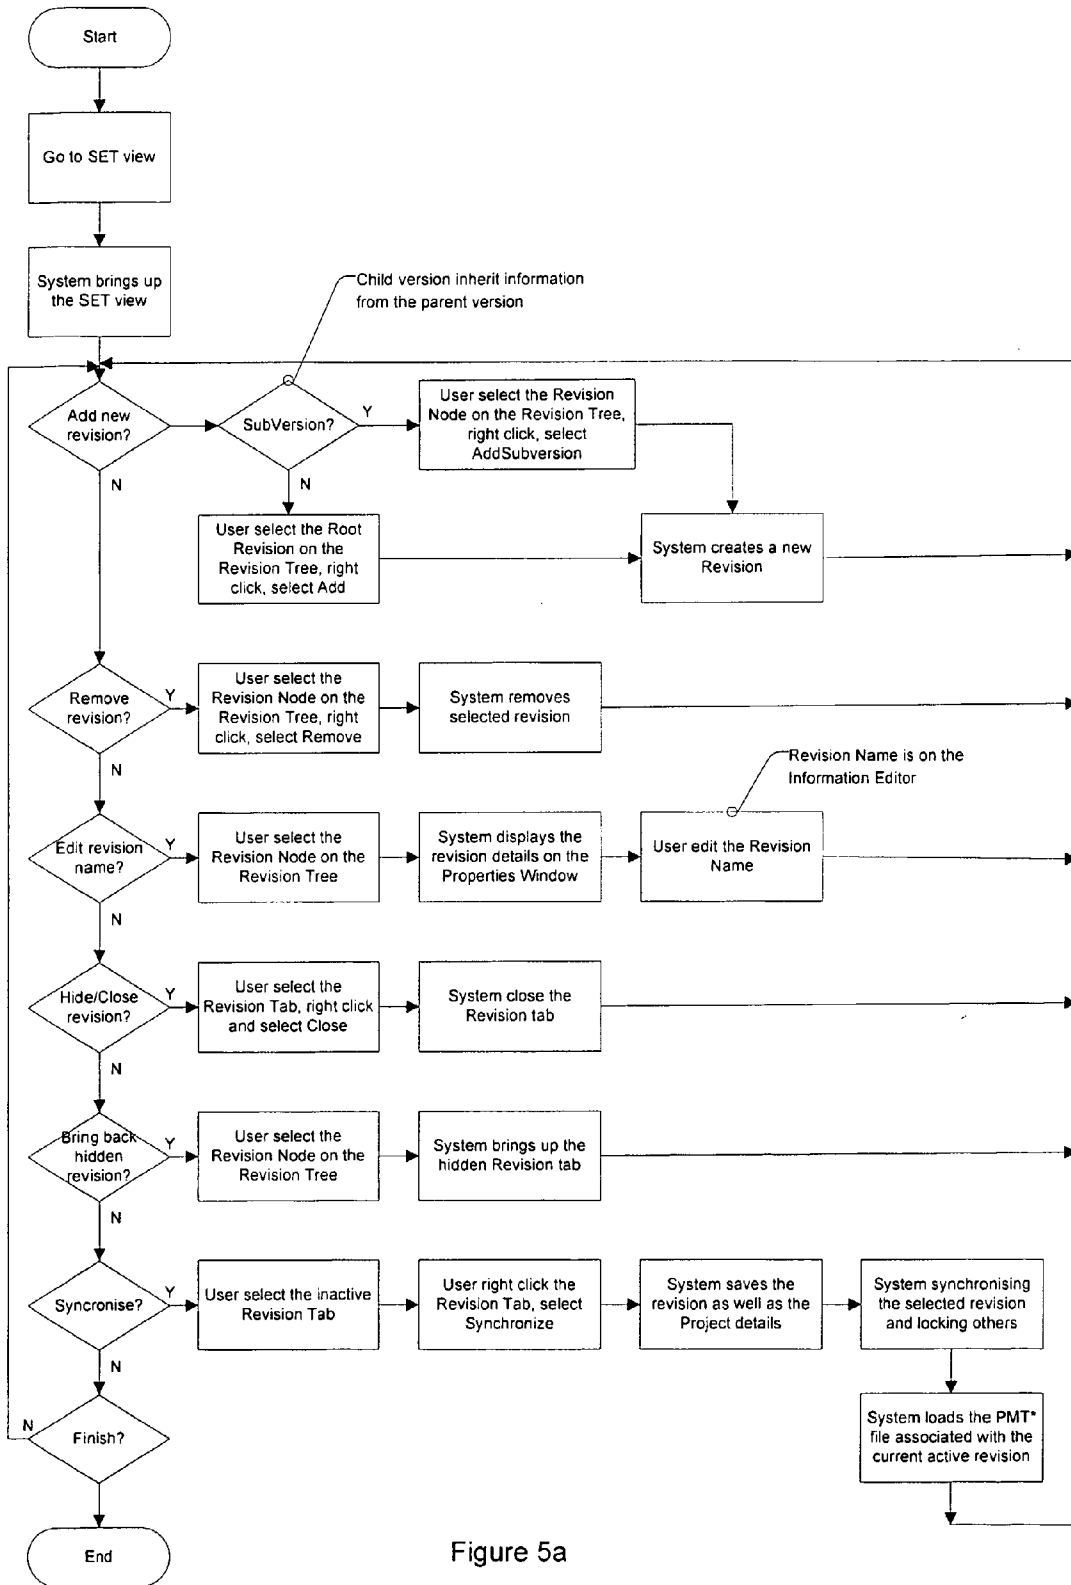 Start
Go to SET view
System brings up
the SET view
Child version inherit information
from the parent version
Add new
revision?
SubVersion?
Y
User select the Revision
Node on the Revision Tree,
right click, select
AddSubversion
N
N
User select the Root
Revision on the
Revision Tree, right
click, select Add
System creates a new
Revision
Remove
revision?
Y
User select the
Revision Node on the
Revision Tree, right
click, select Remove
System removes
selected revision
N
Revision Name is on the
Information Editor
Edit revision
name?
Y
User select the
Revision Node on the
Revision Tree
System displays the
revision details on the
Properties Window
User edit the Revision
Name
N
Hide/Close
revision?
Y
User select the
Revision Tab, right click
and select Close
System close the
Revision tab
N
Bring back
hidden
revision?
Y
User select the
Revision Node on the
Revision Tree
System brings up the
hidden Revision tab
N
Syncronise?
Y
User select the inactive
Revision Tab
User right click the
Revision Tab, select
Synchronize
System saves the
revision as well as the
Project details
System synchronising
the selected revision
and locking others
N
N
Finish?
System loads the PMT*
file associated with the
current active revision
End
Figure 5a